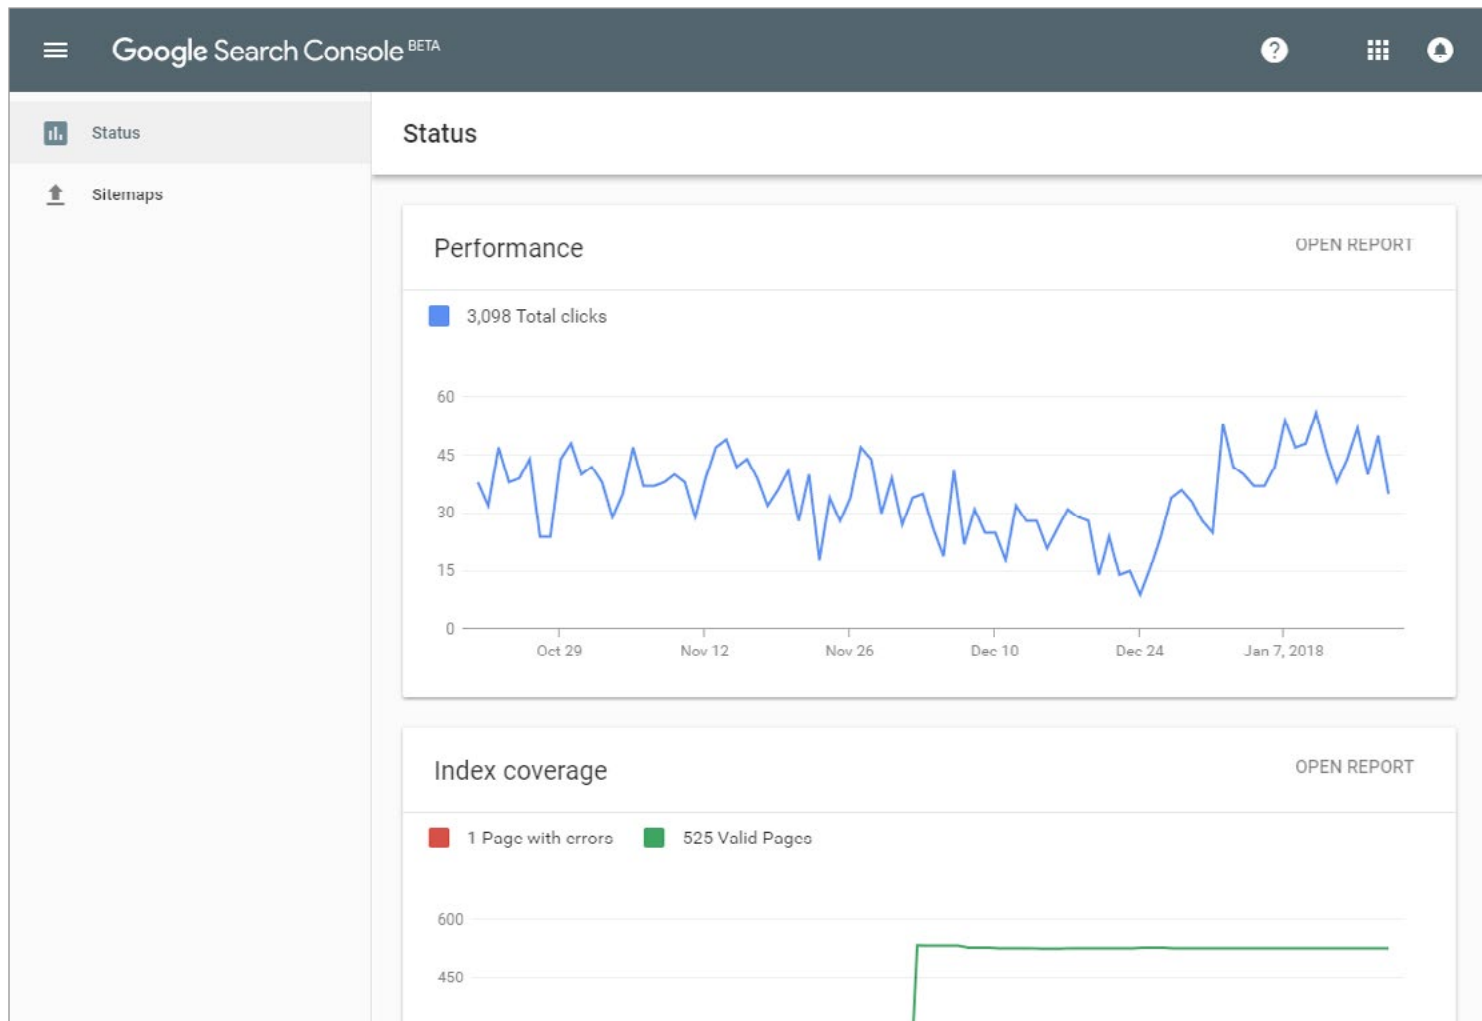 Google Search Console BETA
Status
Sitemaps
Status
Performance
OPEN REPORT
3,098 Total clicks
60
45
30
15
0
Oct 29
Nov 12
Nov 26
Dec 10
Dec 24
Jan 7, 2018
Index coverage
OPEN REPORT
1 Page with errors
525 Valid Pages
600
450